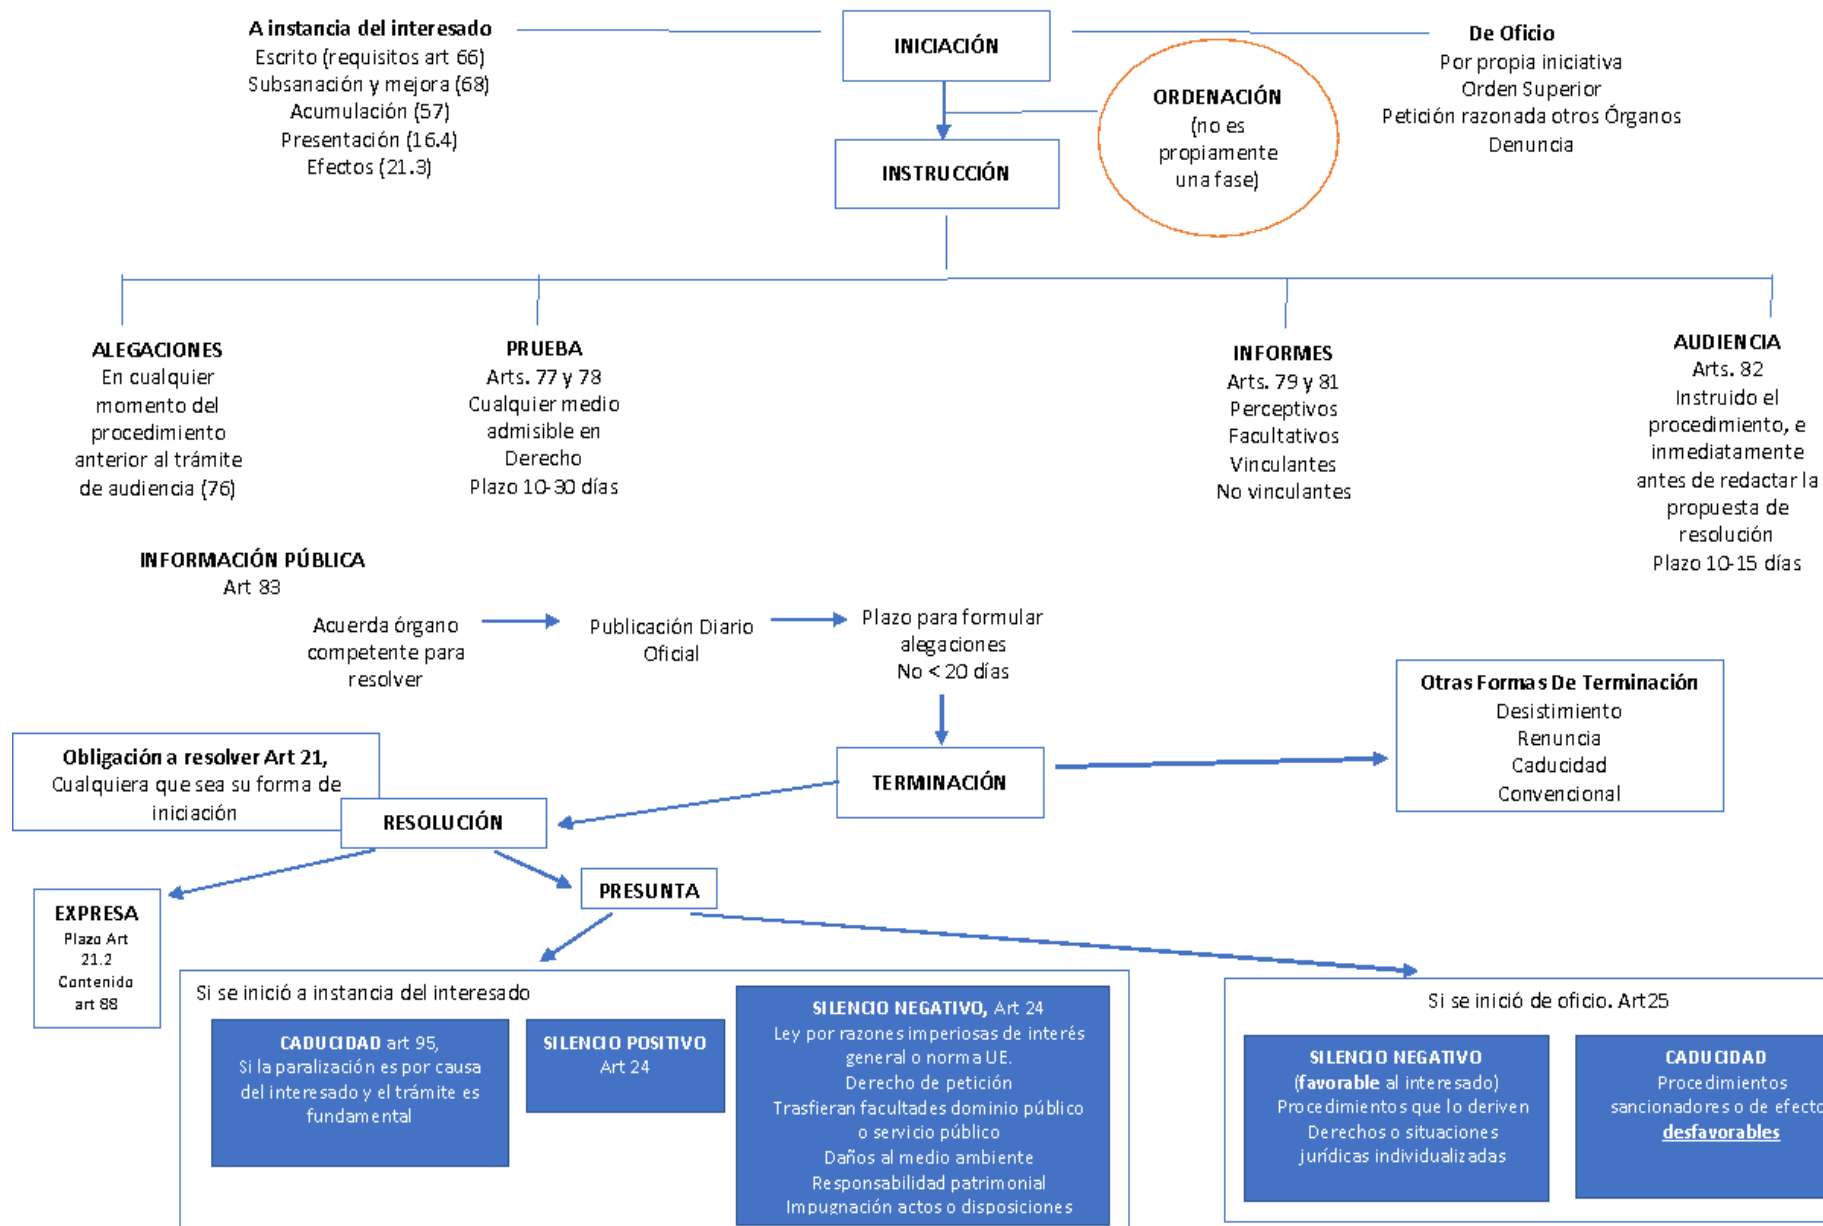 A instancia del interesado
Escrito (requisitos art 66)
Subsanación y mejora (68)
Acumulación (57)
Presentación (16.4)
Efectos (21.3)
INICIACIÓN
De Oficio
Por propia iniciativa
Orden Superior
Petición razonada otros Órganos
Denuncia
ORDENACIÓN
(no es
propiamente
una fase)
INSTRUCCIÓN
ALEGACIONES
En cualquier
momento del
procedimiento
anterior al trámite
de audiencia (76)
PRUEBA
Arts. 77 y 78
Cualquier medio
admisible en
Derecho
Plazo 10-30 días
INFORMES
Arts. 79 y 81
Perceptivos
Facultativos
Vinculantes
No vinculantes
AUDIENCIA
Arts. 82
Instruido el
procedimiento, e
inmediatamente
antes de redactar la
propuesta de
resolución
Plazo 10-15 días
INFORMACIÓN PÚBLICA
Art 83
Acuerda órgano
competente para
resolver
Publicación Diario
Oficial
Plazo para formular
alegaciones
No < 20 días
Otras Formas De Terminación
Desistimiento
Renuncia
Caducidad
Convencional
TERMINACIÓN
Obligación a resolver Art 21,
Cualquiera que sea su forma de
iniciación
RESOLUCIÓN
PRESUNTA
EXPRESA
Plazo Art
21.2
Contenido
art 88
Si se inició a instancia del interesado
CADUCIDAD art 95,
Si la paralización es por causa
del interesado y el trámite es
fundamental
SILENCIO POSITIVO
Art 24
SILENCIO NEGATIVO, Art 24
Ley por razones imperiosas de interés
general o norma UE.
Derecho de petición
Trasfieran facultades dominio público
o servicio público
Daños al medio ambiente
Responsabilidad patrimonial
Impugnación actos o disposiciones
Si se inició de oficio. Art25
SILENCIO NEGATIVO
(favorable al interesado)
Procedimientos que lo deriven
Derechos o situaciones
jurídicas individualizadas
CADUCIDAD
Procedimientos
sancionadores o de efecto
desfavorables